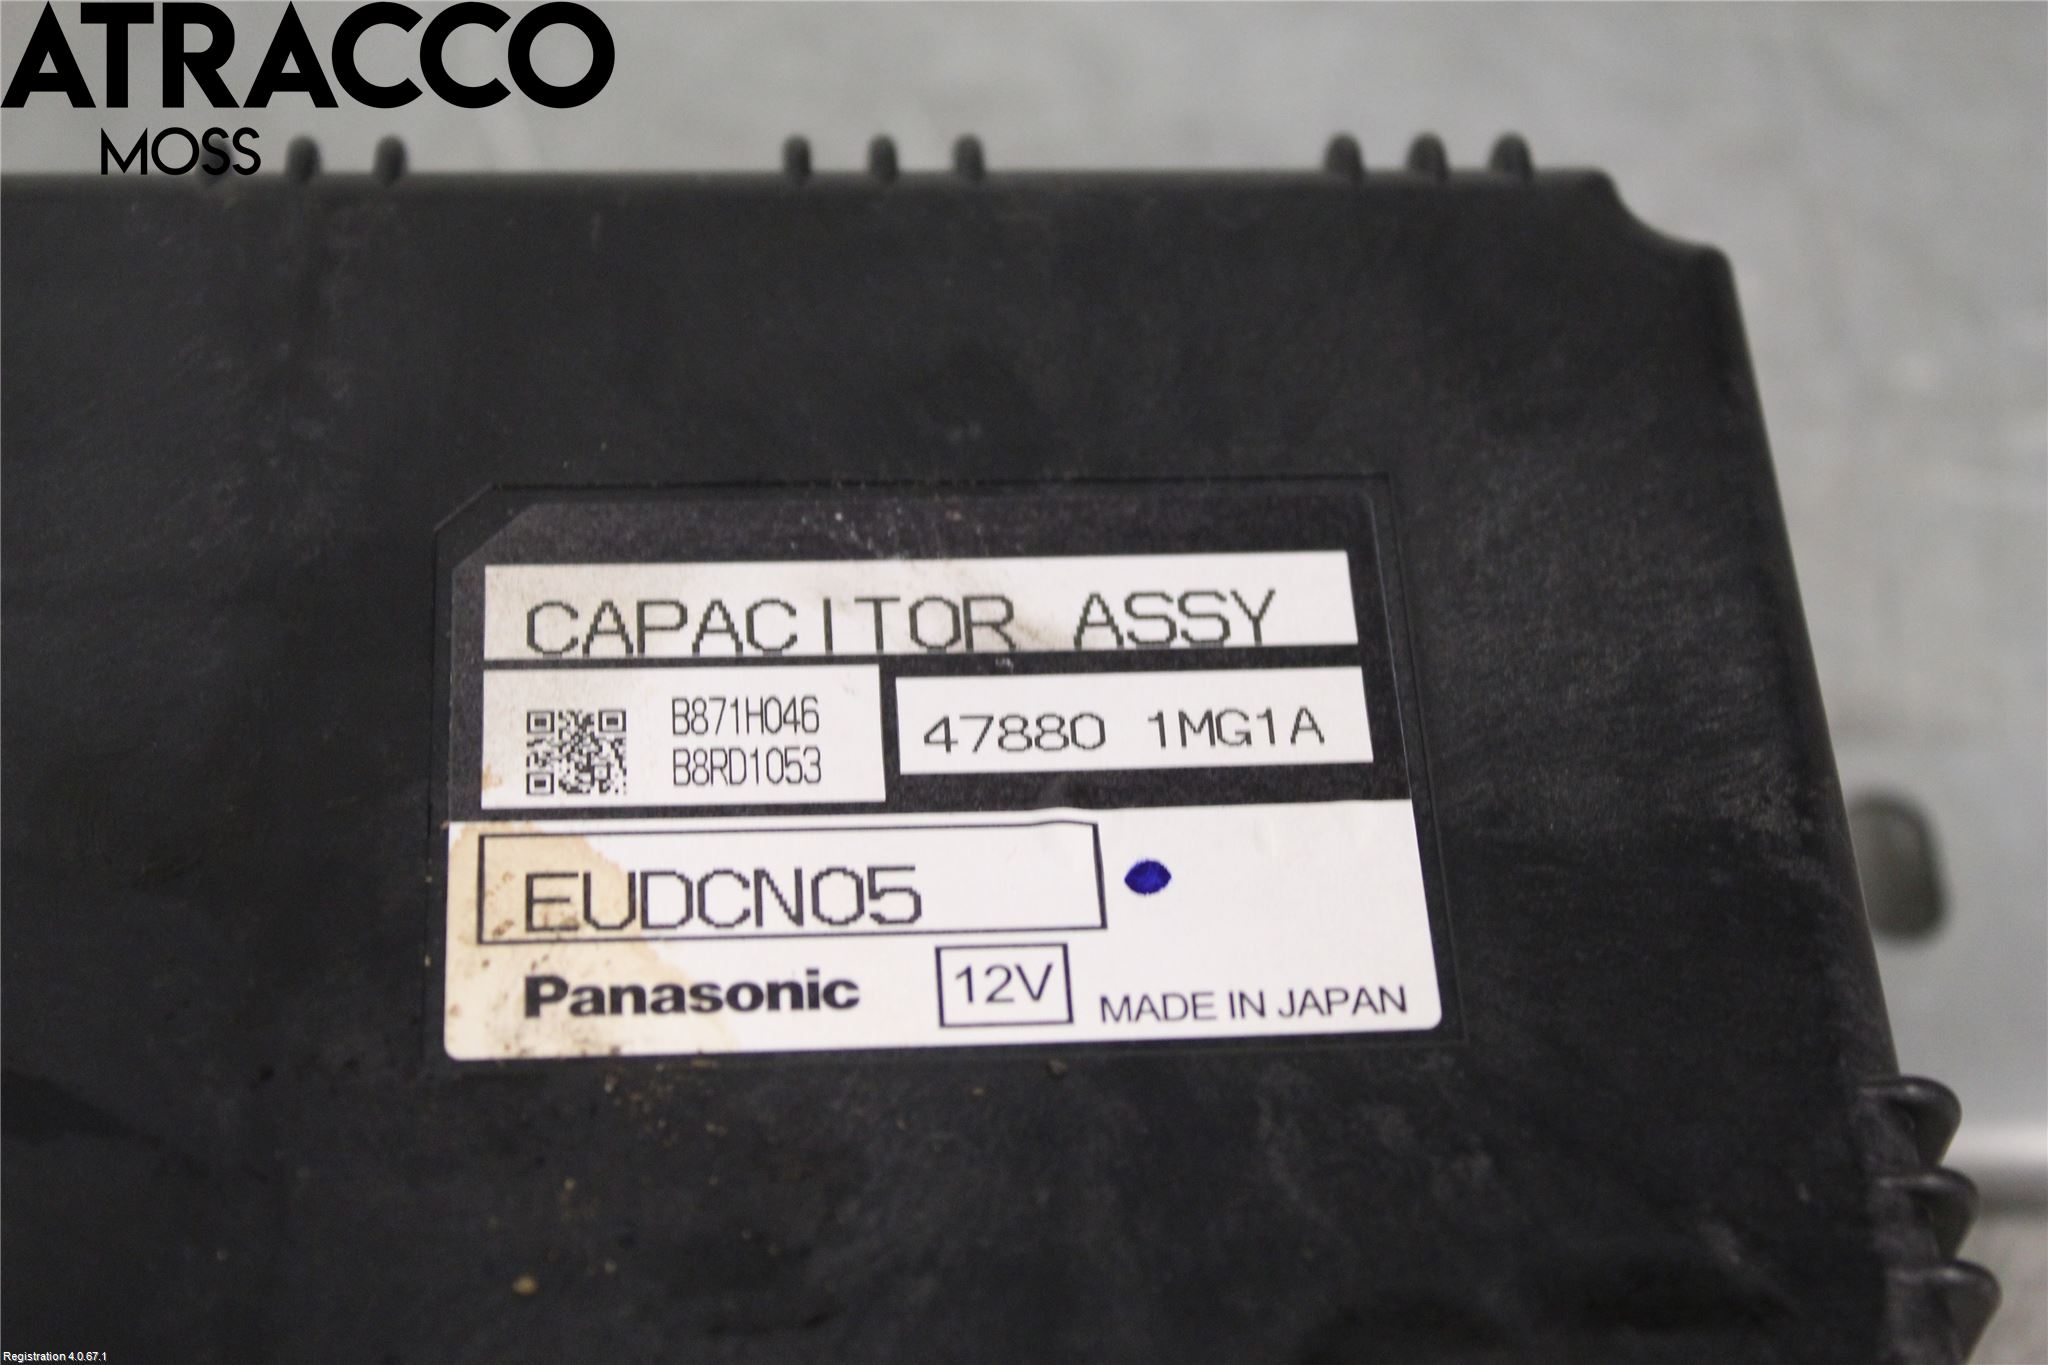 ATRACCO
MOSS
CAPACITOR ASSY
B871H046
B8RD1053
47880 1MG1A
EUDCN05
Panasonic 12V MADE IN JAPAN
Registration 4.0.67.1